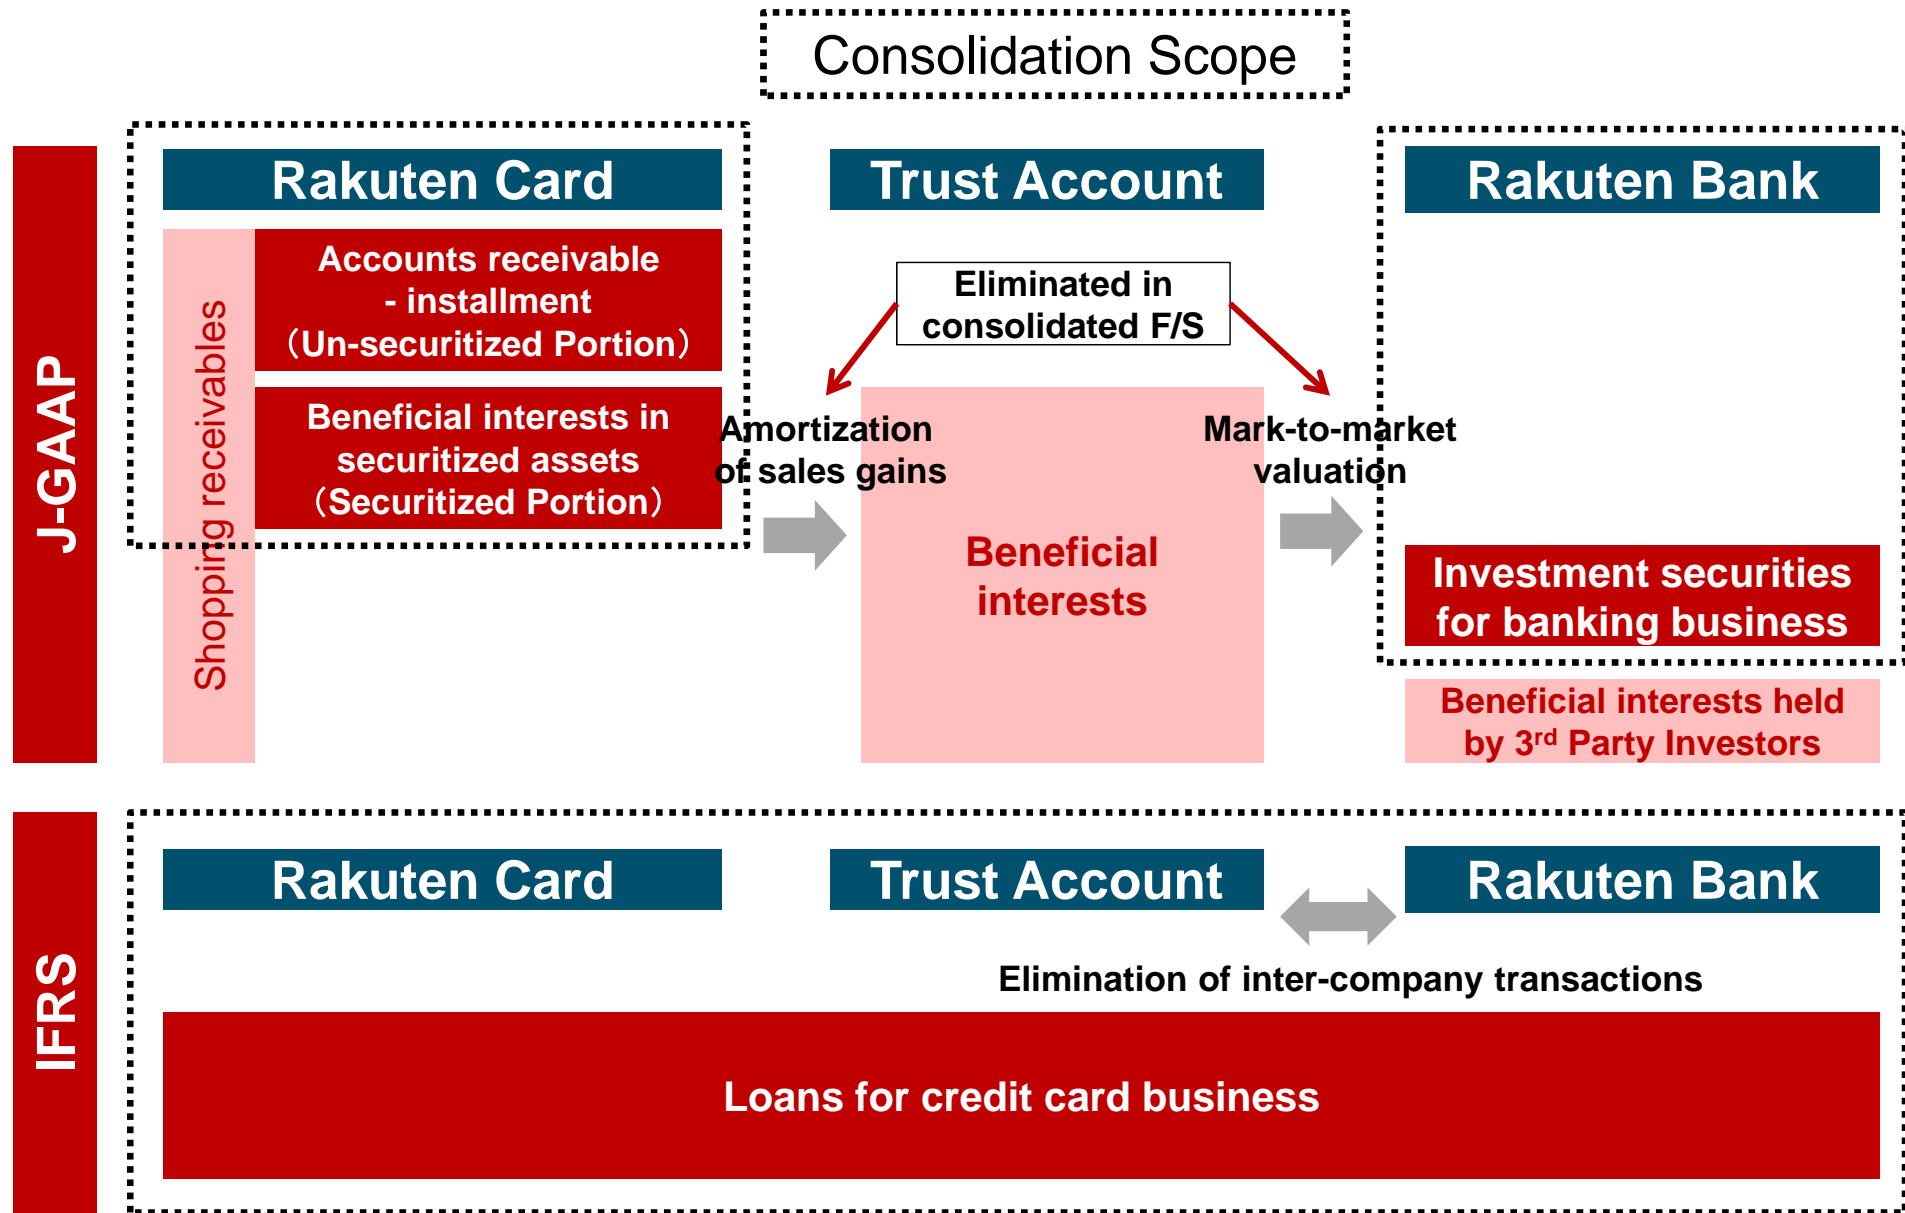 Consolidation Scope
J-GAAP
Rakuten Card
Trust Account
Rakuten Bank
Shopping receivables
Accounts receivable
- installment
（Un-securitized Portion）
Beneficial interests in
securitized assets
（Securitized Portion）
Eliminated in
consolidated F/S
Amortization
of sales gains
Mark-to-market
valuation
Beneficial
interests
Investment securities
for banking business
Beneficial interests held
by 3rd Party Investors
IFRS
Rakuten Card
Trust Account
Rakuten Bank
Elimination of inter-company transactions
Loans for credit card business